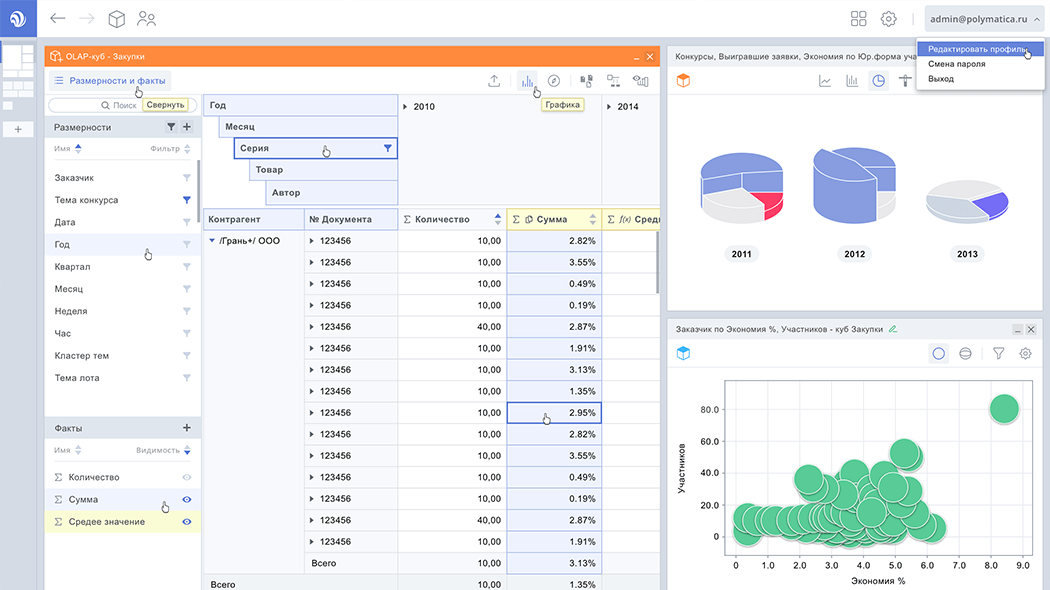 admin@polymatica.ru
Редактировать профиль
Смена пароля
Выход
OLAP-куб - Закупки
Размерности и факты
Поиск
Свернуть
Графика
Размерности
Имя
Фильтр
Заказчик
Тема конкурса
Дата
Год
Квартал
Месяц
Неделя
Час
Кластер тем
Тема лота
Факты
Имя
Видимость
Количество
Сумма
Средее значение
Год
Месяц
Серия
Товар
Автор
2010
2014
Контрагент № Документа Σ Количество Σ Сумма Σ f(x) Средн
/Грань+/ ООО 123456 10,00 2.82%
123456 10,00 3.55%
123456 10,00 0.49%
123456 10,00 0.19%
123456 40,00 2.87%
123456 10,00 1.91%
123456 10,00 3.13%
123456 10,00 1.35%
123456 10,00 2.95%
123456 10,00 2.82%
123456 10,00 3.55%
123456 10,00 0.49%
123456 10,00 0.19%
123456 40,00 2.87%
123456 10,00 1.91%
Всего 10,00 3.13%
Всего 10,00 1.35%
Конкурсы, Выигравшие заявки, Экономия по Юр.форма уча
2011
2012
2013
Заказчик по Экономия %, Участников - куб Закупки
Участников
80.0
60.0
40.0
20.0
0
0 1.0 2.0 3.0 4.0 5.0 6.0 7.0 8.0 9.0
Экономия %